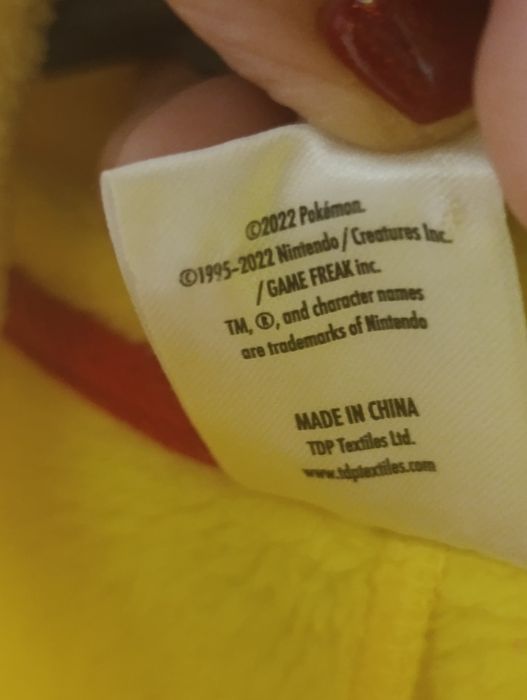 ©2022 Pokémon.
©1995-2022 Nintendo / Creatures Inc.
/ GAME FREAK inc.
TM, ®, and character names
are trademarks of Nintendo
MADE IN CHINA
TDP Textiles Ltd.
www.tdptextiles.com